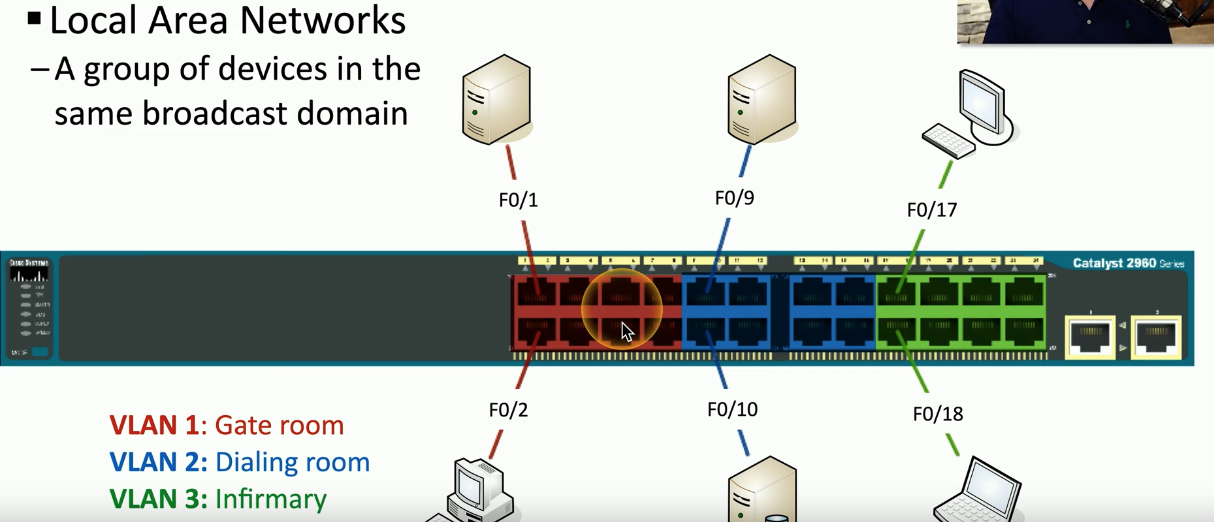 ▪ Local Area Networks
– A group of devices in the
same broadcast domain
F0/1
F0/9
F0/17
Cisco Systems
Catalyst 2960 Series
F0/2
F0/10
F0/18
VLAN 1: Gate room
VLAN 2: Dialing room
VLAN 3: Infirmary